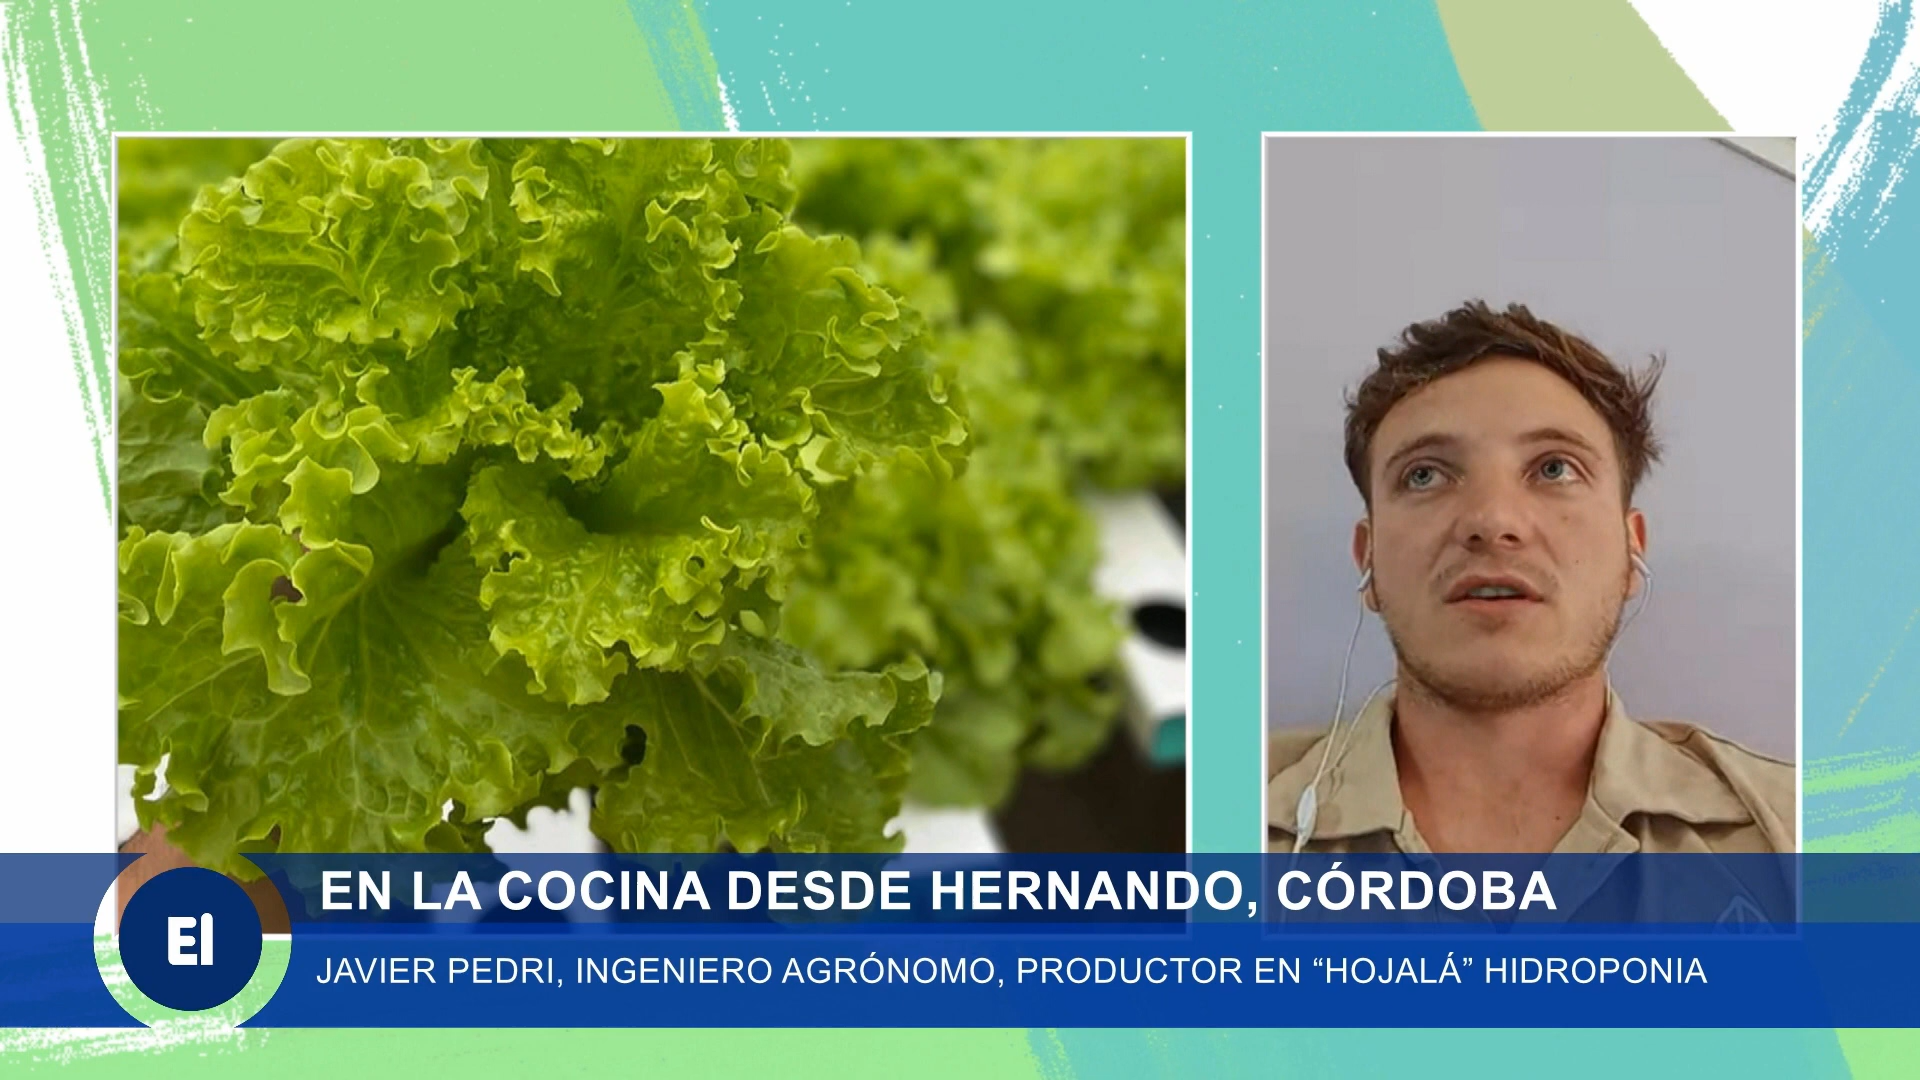 EN LA COCINA DESDE HERNANDO, CÓRDOBA
El
JAVIER PEDRI, INGENIERO AGRÓNOMO, PRODUCTOR EN “HOJALÁ” HIDROPONIA